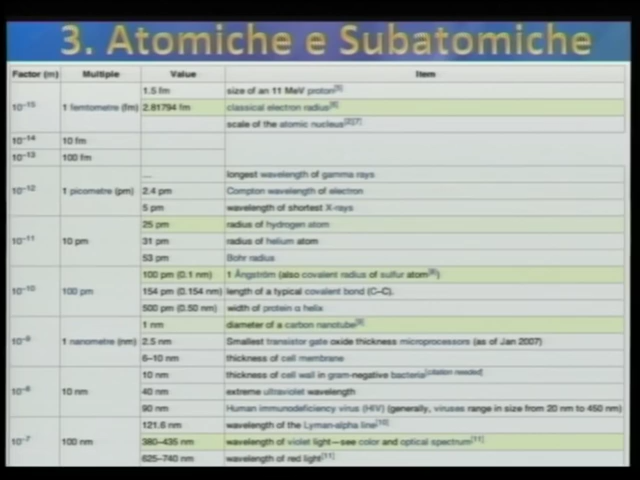 3. Atomiche e Subatomiche
Factor (m) Multiple Value Item
1.5 fm size of an 11 MeV proton[5]
10−15 1 femtometre (fm) 2.81794 fm classical electron radius[6]
scale of the atomic nucleus[2][7]
10−14 10 fm
10−13 100 fm
longest wavelength of gamma rays
10−12 1 picometre (pm) 2.4 pm Compton wavelength of electron
5 pm wavelength of shortest X-rays
25 pm radius of hydrogen atom
10−11 10 pm 31 pm radius of helium atom
53 pm Bohr radius
100 pm (0.1 nm) 1 Ångström (also covalent radius of sulfur atom[8])
10−10 100 pm 154 pm (0.154 nm) length of a typical covalent bond (C–C).
500 pm (0.50 nm) width of protein α helix
1 nm diameter of a carbon nanotube[9]
10−9 1 nanometre (nm) 2.5 nm Smallest transistor gate oxide thickness microprocessors (as of Jan 2007)
6–10 nm thickness of cell membrane
10 nm thickness of cell wall in gram-negative bacteria[citation needed]
10−8 10 nm 40 nm extreme ultraviolet wavelength
90 nm Human immunodeficiency virus (HIV) (generally, viruses range in size from 20 nm to 450 nm)
121.6 nm wavelength of the Lyman-alpha line[10]
10−7 100 nm 380–435 nm wavelength of violet light—see color and optical spectrum[11]
625–740 nm wavelength of red light[11]